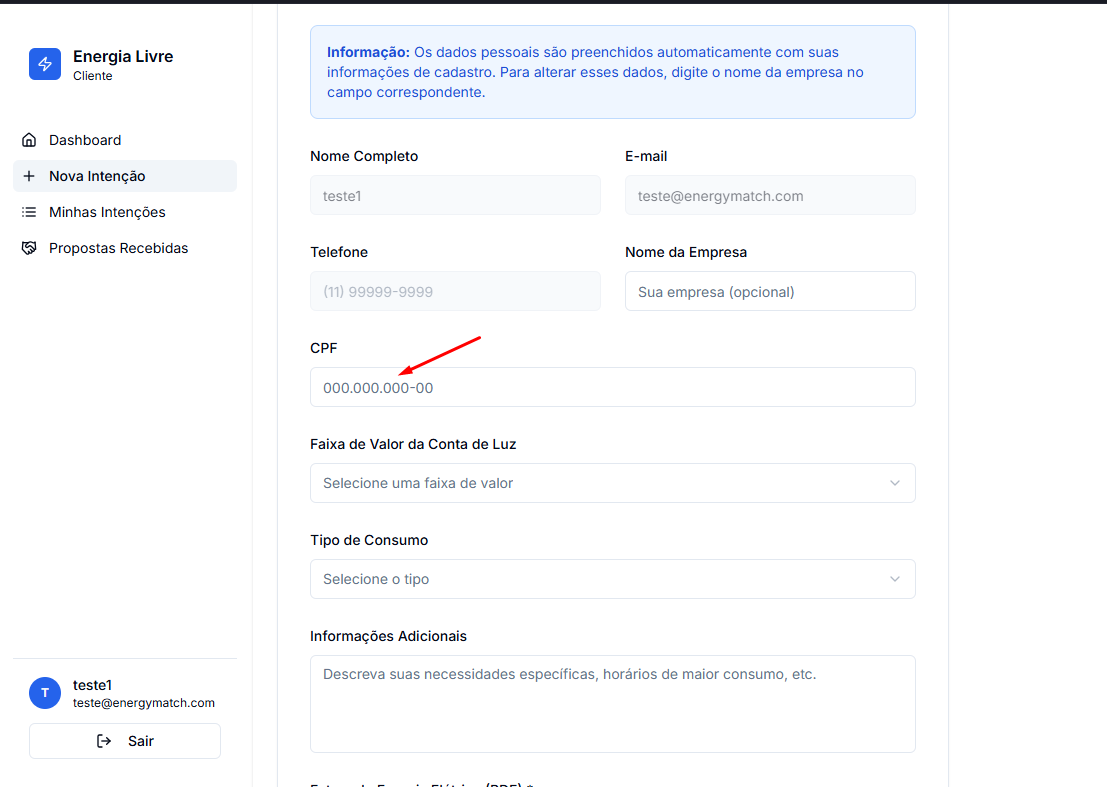 Energia Livre
Cliente
Dashboard
Nova Intenção
Minhas Intenções
Propostas Recebidas
teste1
teste@energymatch.com
T
Sair
Informação: Os dados pessoais são preenchidos automaticamente com suas
informações de cadastro. Para alterar esses dados, digite o nome da empresa no
campo correspondente.
Nome Completo
E-mail
teste1
teste@energymatch.com
Telefone
Nome da Empresa
(11) 99999-9999
Sua empresa (opcional)
CPF
000.000.000-00
Faixa de Valor da Conta de Luz
Selecione uma faixa de valor
Tipo de Consumo
Selecione o tipo
Informações Adicionais
Descreva suas necessidades específicas, horários de maior consumo, etc.